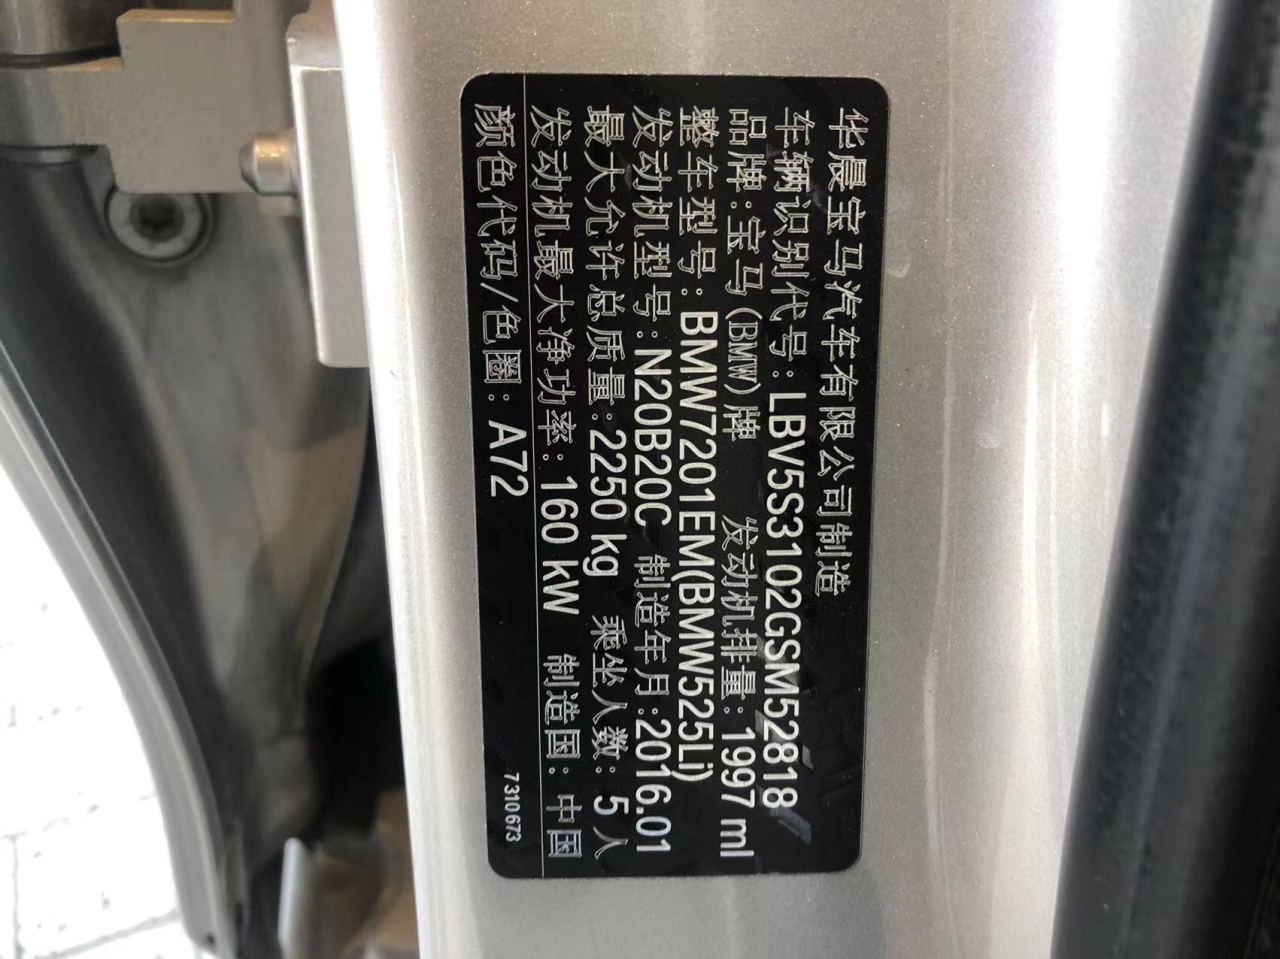 华晨宝马汽车有限公司制造
车辆识别代号:LBV5S3102GSM52818
品牌:宝马(BMW)牌 发动机排量:1997 ml
整车型号:BMW7201EM(BMW525Li)
发动机型号:N20B20C 制造年月:2016.01
最大允许总质量:2250 kg 乘坐人数:5人
发动机最大净功率:160 kW 制造国:中国
颜色代码/色圈:A72 7310673